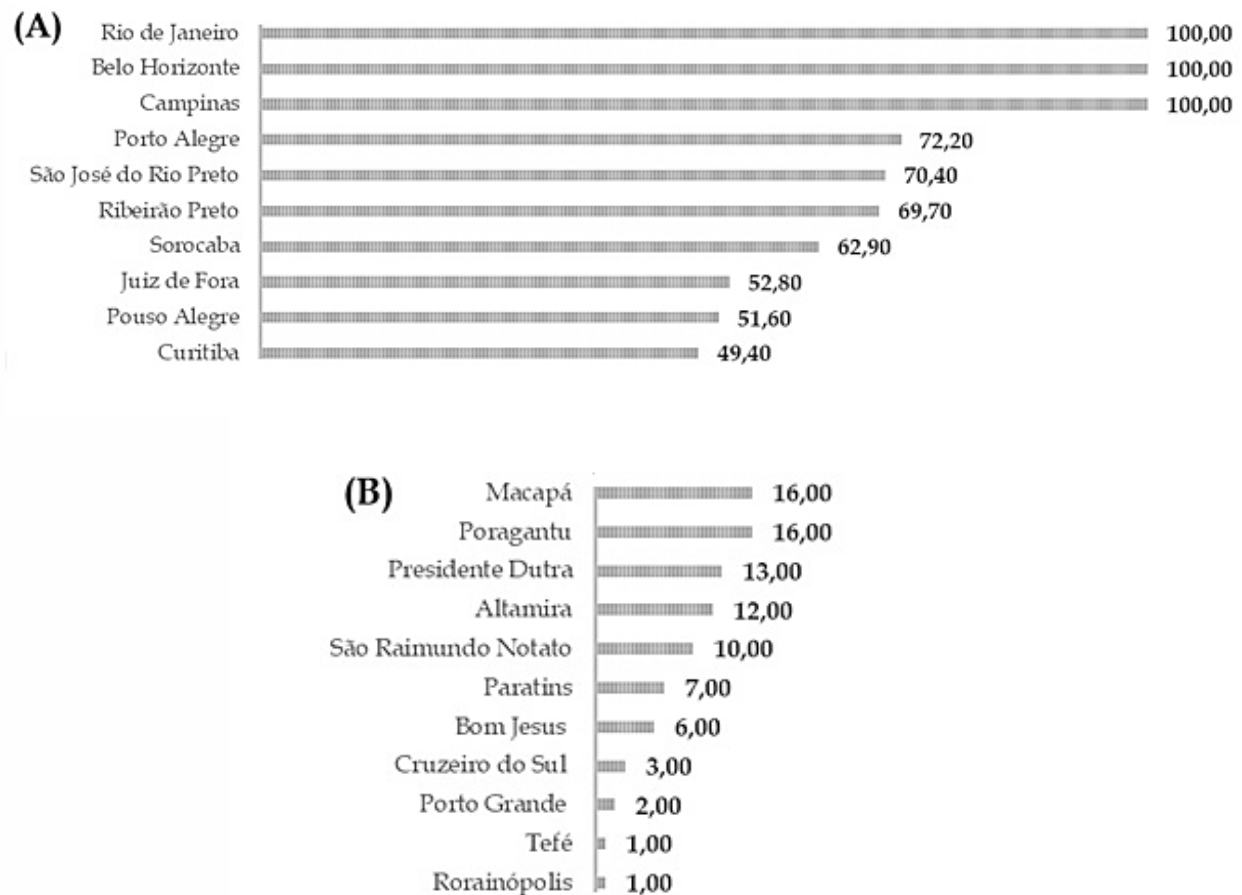 (A)
Rio de Janeiro 100,00
Belo Horizonte 100,00
Campinas 100,00
Porto Alegre 72,20
São José do Rio Preto 70,40
Ribeirão Preto 69,70
Sorocaba 62,90
Juiz de Fora 52,80
Pouso Alegre 51,60
Curitiba 49,40
(B)
Macapá 16,00
Poragantu 16,00
Presidente Dutra 13,00
Altamira 12,00
São Raimundo Notato 10,00
Paratins 7,00
Bom Jesus 6,00
Cruzeiro do Sul 3,00
Porto Grande 2,00
Tefé 1,00
Rorainópolis 1,00